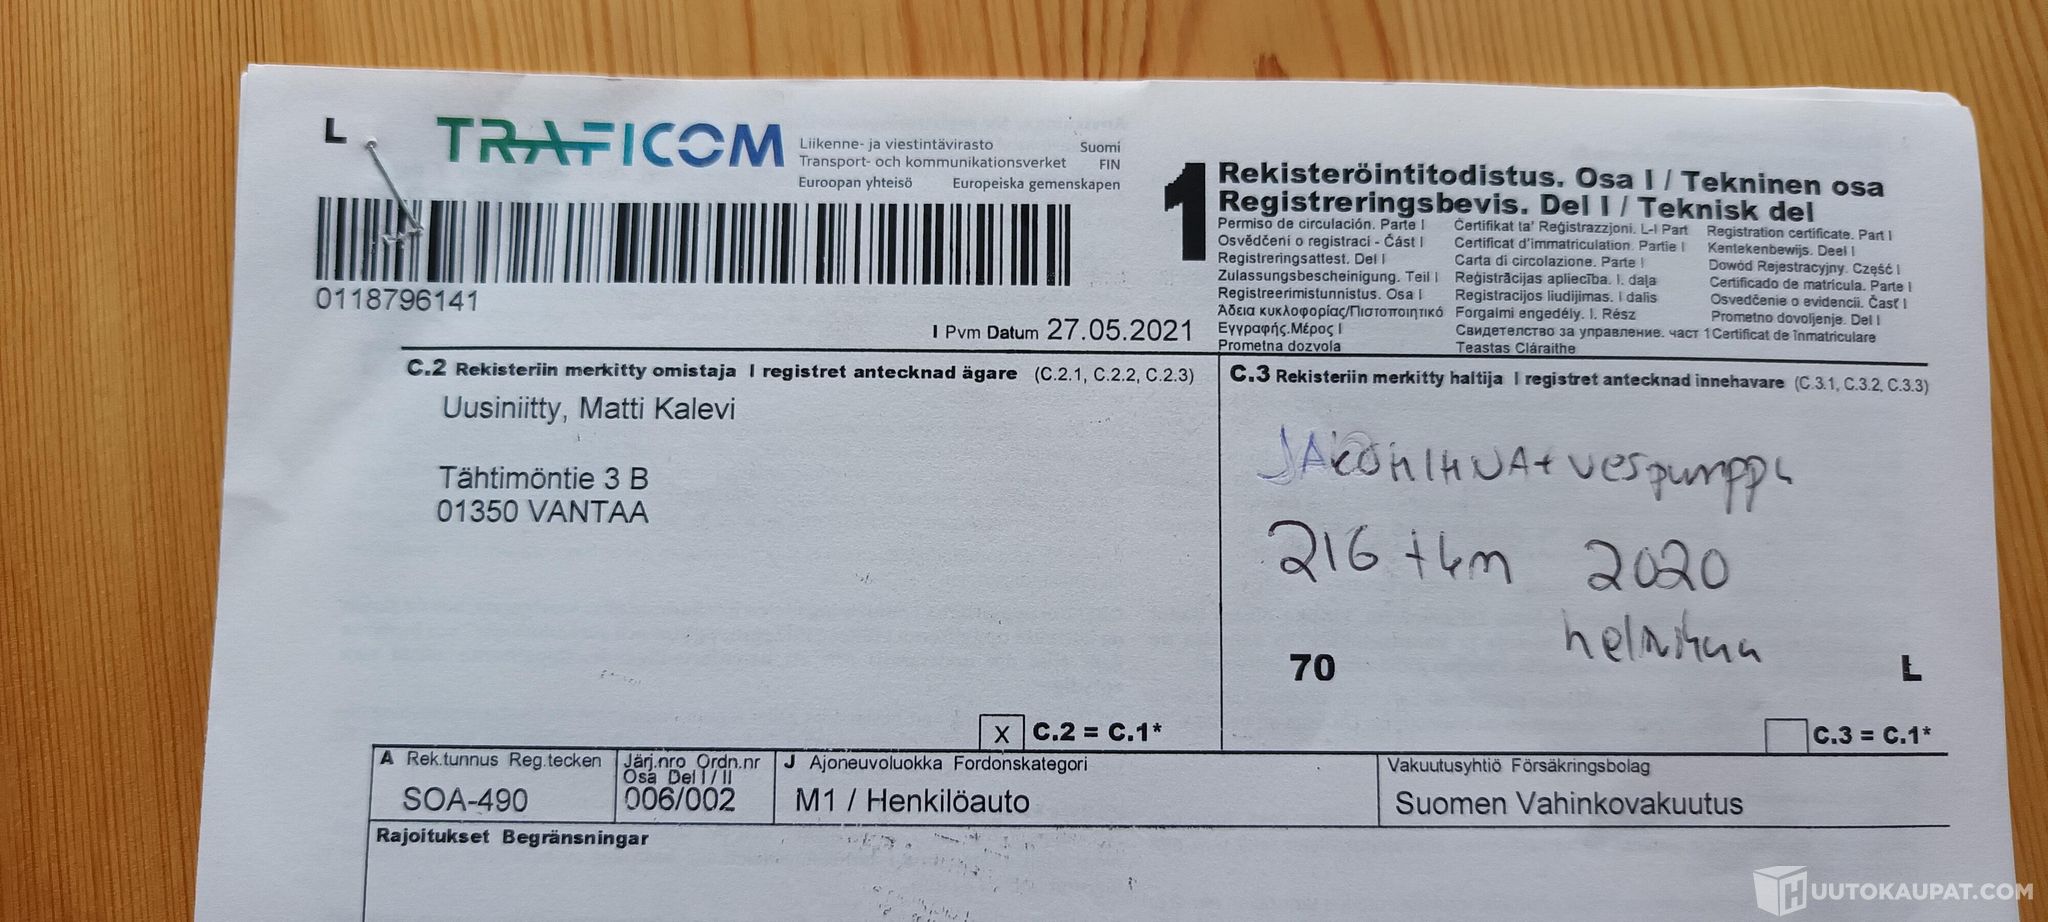 L
TRAFICOM
Liikenne- ja viestintävirasto Suomi
Transport- och kommunikationsverket FIN
Euroopan yhteisö Europeiska gemenskapen
0118796141
I Pvm Datum 27.05.2021
1
Rekisteröintitodistus. Osa I / Tekninen osa
Registreringsbevis. Del I / Teknisk del
Permiso de circulación. Parte I Ċertifikat ta' Reġistrazzjoni. L-I Part Registration certificate. Part I
Osvědčení o registraci - Část I Certificat d'immatriculation. Partie I Kentekenbewijs. Deel I
Registreringsattest. Del I Carta di circolazione. Parte I Dowód Rejestracyjny. Część I
Zulassungsbescheinigung. Teil I Reģistrācijas apliecība. I. daļa Certificado de matrícula. Parte I
Registreerimistunnistus. Osa I Registracijos liudijimas. I dalis Osvedčenie o evidencii. Časť I
Άδεια κυκλοφορίας/Πιστοποιητικό Forgalmi engedély. I. Rész Prometno dovoljenje. Del I
Εγγραφής.Μέρος I Свидетелство за управление. част 1 Certificat de înmatriculare
Prometna dozvola Teastas Cláraithe
C.2 Rekisteriin merkitty omistaja I registret antecknad ägare (C.2.1, C.2.2, C.2.3)
Uusiniitty, Matti Kalevi
Tähtimöntie 3 B
01350 VANTAA
X C.2 = C.1*
C.3 Rekisteriin merkitty haltija I registret antecknad innehavare (C.3.1, C.3.2, C.3.3)
JAKOHIHNA + vespumppu
216 tkm 2020
helmikuu
70 L
C.3 = C.1*
A Rek.tunnus Reg.tecken
SOA-490
Järj.nro Ordn.nr
Osa Del I / II
006/002
J Ajoneuvoluokka Fordonskategori
M1 / Henkilöauto
Vakuutusyhtiö Försäkringsbolag
Suomen Vahinkovakuutus
Rajoitukset Begränsningar
HUUTOKAUPAT.COM